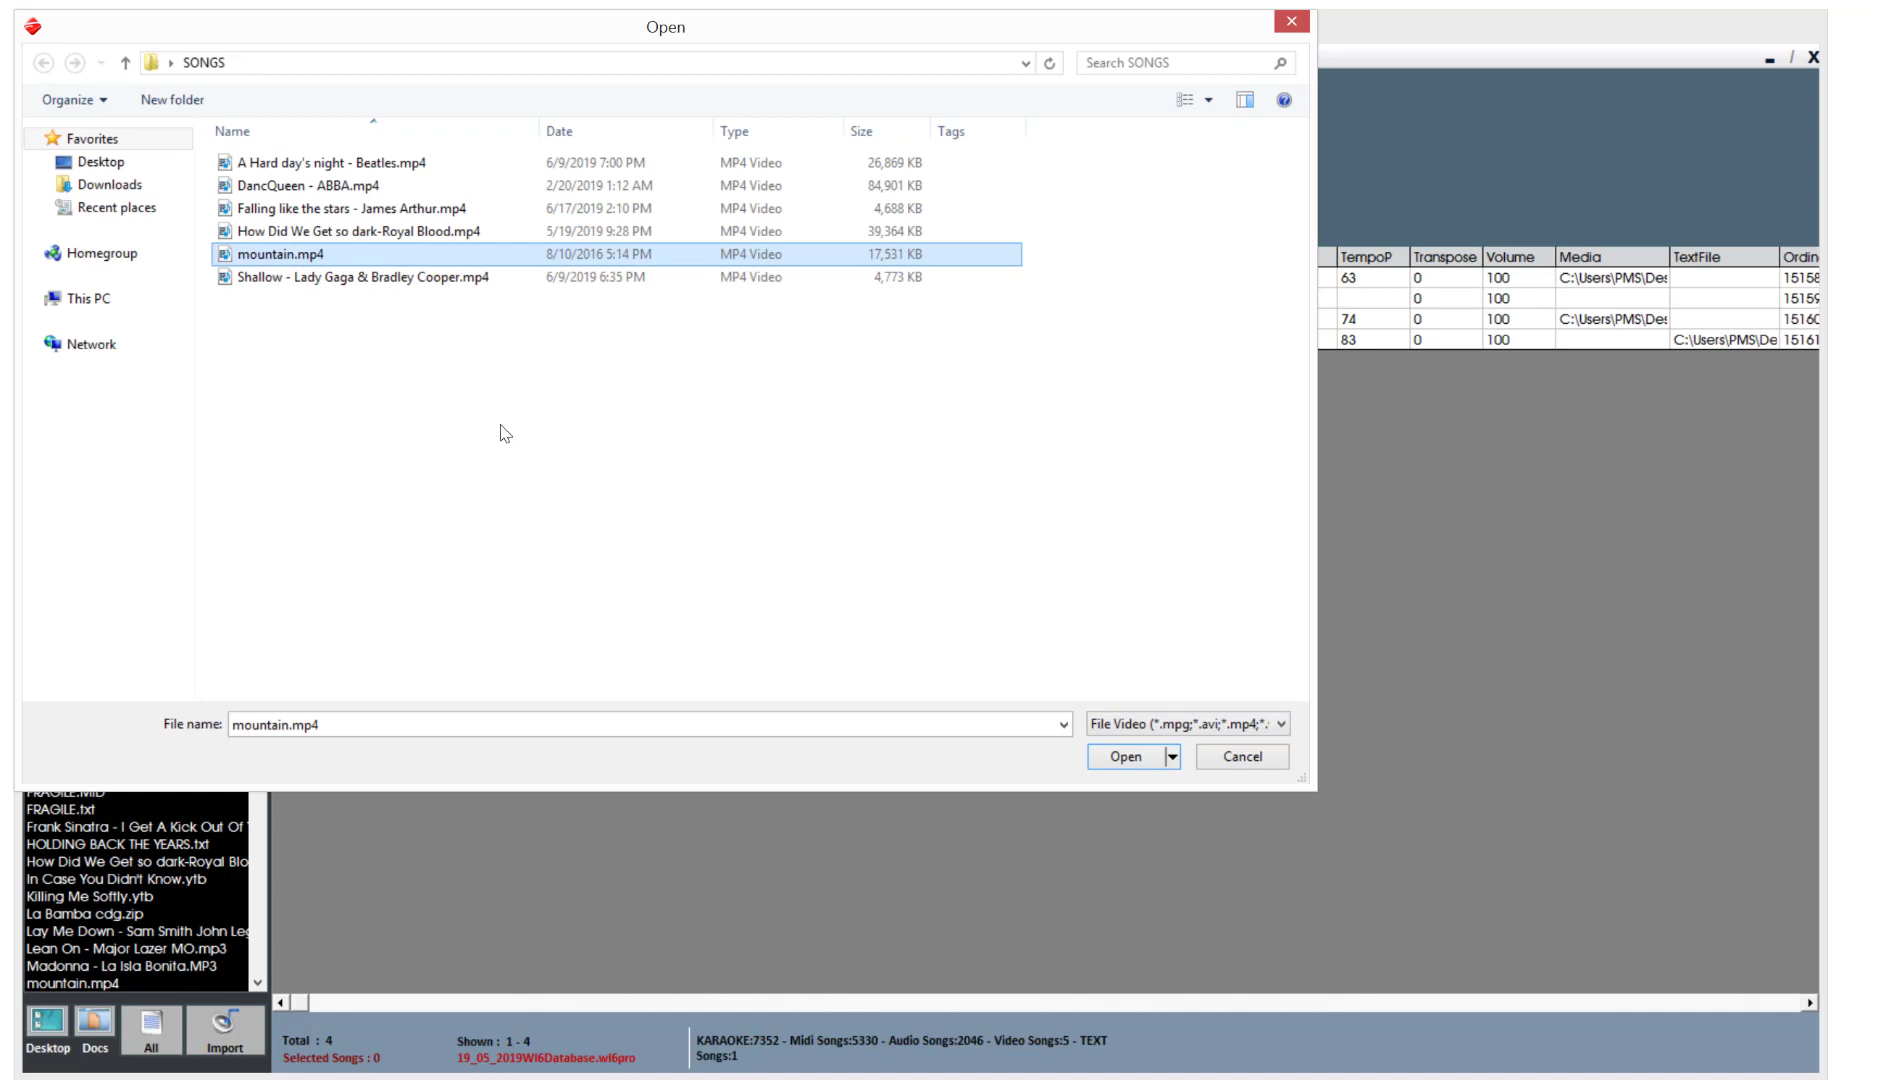 Open
SONGS
Search SONGS
Organize
New folder
Name Date Type Size Tags
Favorites
Desktop
Downloads
Recent places
Homegroup
This PC
Network
A Hard day's night - Beatles.mp4 6/9/2019 7:00 PM MP4 Video 26,869 KB
DancQueen - ABBA.mp4 2/20/2019 1:12 AM MP4 Video 84,901 KB
Falling like the stars - James Arthur.mp4 6/17/2019 2:10 PM MP4 Video 4,688 KB
How Did We Get so dark-Royal Blood.mp4 5/19/2019 9:28 PM MP4 Video 39,364 KB
mountain.mp4 8/10/2016 5:14 PM MP4 Video 17,531 KB
Shallow - Lady Gaga & Bradley Cooper.mp4 6/9/2019 6:35 PM MP4 Video 4,773 KB
File name: mountain.mp4
File Video (*.mpg;*.avi;*.mp4;*.
Open
Cancel
X
TempoP Transpose Volume Media TextFile Ordin
63 0 100 C:\Users\PMS\Des 15158
0 100 15159
74 0 100 C:\Users\PMS\Des 15160
83 0 100 C:\Users\PMS\De 15161
FRAGILE.MID
FRAGILE.txt
Frank Sinatra - I Get A Kick Out Of
HOLDING BACK THE YEARS.txt
How Did We Get so dark-Royal Blo
In Case You Didn't Know.ytb
Killing Me Softly.ytb
La Bamba cdg.zip
Lay Me Down - Sam Smith John Leg
Lean On - Major Lazer MO.mp3
Madonna - La Isla Bonita.MP3
mountain.mp4
Desktop
Docs
All
Import
Total : 4
Selected Songs : 0
Shown : 1 - 4
19_05_2019WI6Database.wl6pro
KARAOKE:7352 - Midi Songs:5330 - Audio Songs:2046 - Video Songs:5 - TEXT
Songs:1